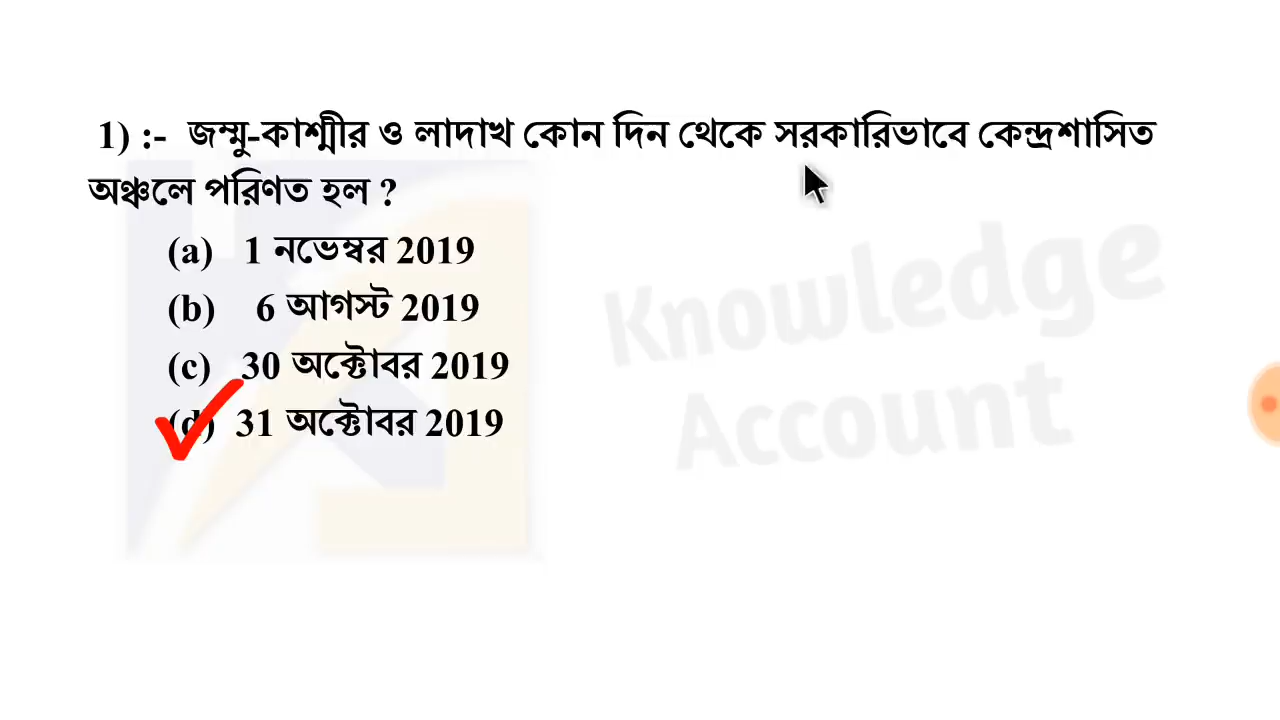 1) :- জম্মু-কাশ্মীর ও লাদাখ কোন দিন থেকে সরকারিভাবে কেন্দ্রশাসিত
অঞ্চলে পরিণত হল ?
(a) 1 নভেম্বর 2019
(b) 6 আগস্ট 2019
(c) 30 অক্টোবর 2019
(d) 31 অক্টোবর 2019
Knowledge
Account